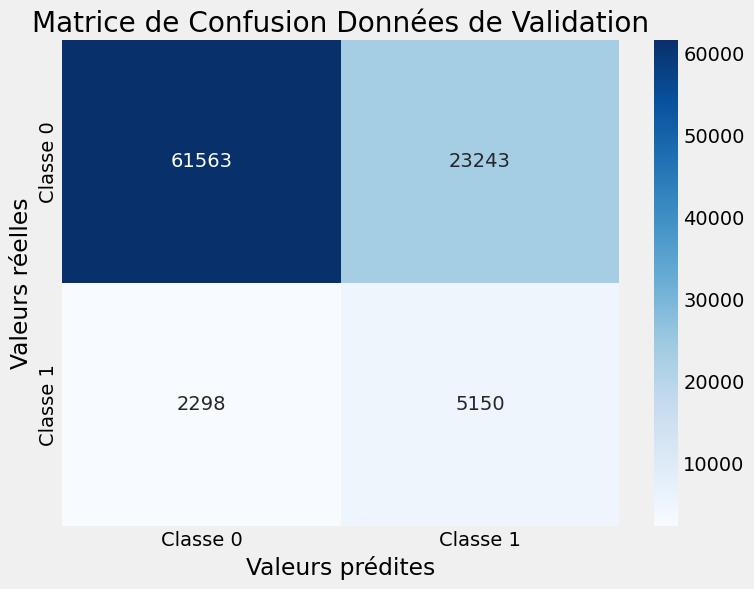 Matrice de Confusion Données de Validation
Valeurs réelles
Classe 0
Classe 1
61563
23243
2298
5150
Classe 0
Classe 1
Valeurs prédites
60000
50000
40000
30000
20000
10000